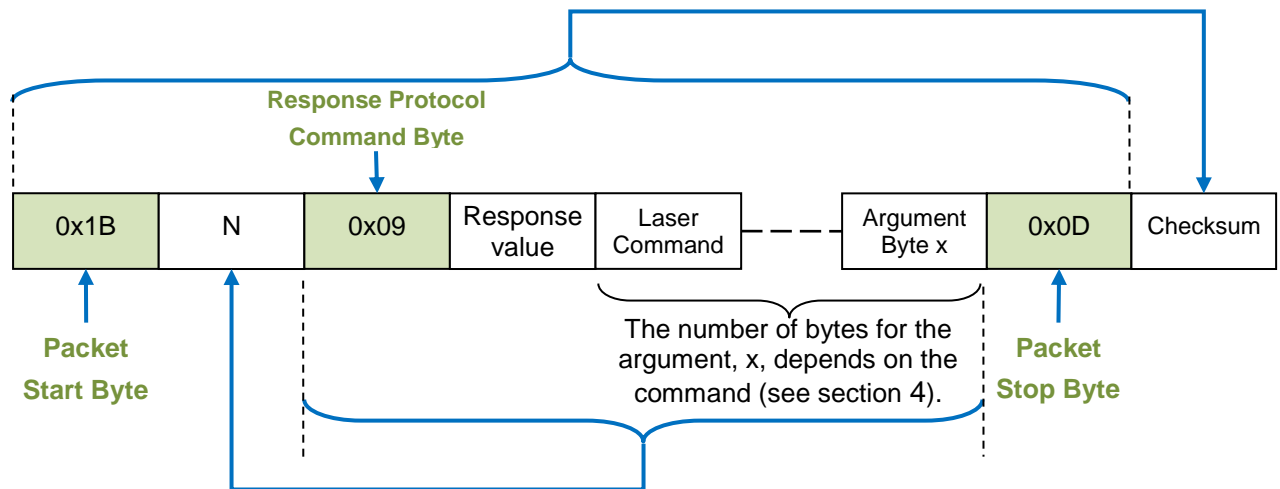 Response Protocol
Command Byte
0x1B
N
0x09
Response
value
Laser
Command
Argument
Byte x
0x0D
Checksum
Packet
Start Byte
The number of bytes for the
argument, x, depends on the
command (see section 4).
Packet
Stop Byte